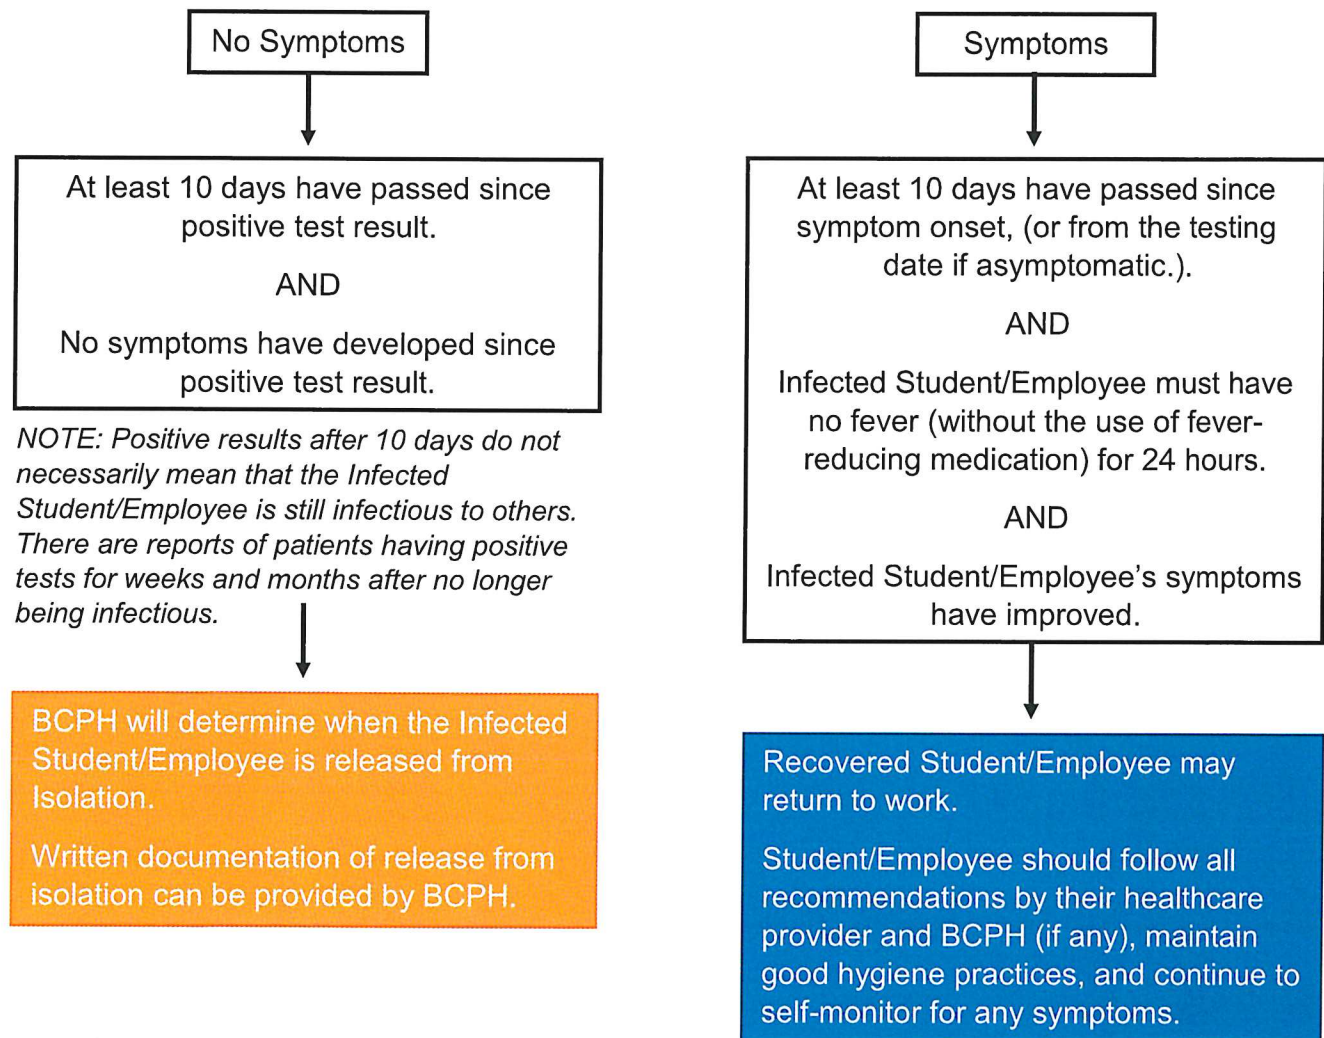 No Symptoms
At least 10 days have passed since
positive test result.
AND
No symptoms have developed since
positive test result.
NOTE: Positive results after 10 days do not
necessarily mean that the Infected
Student/Employee is still infectious to others.
There are reports of patients having positive
tests for weeks and months after no longer
being infectious.
BCPH will determine when the Infected
Student/Employee is released from
Isolation.
Written documentation of release from
isolation can be provided by BCPH.
Symptoms
At least 10 days have passed since
symptom onset, (or from the testing
date if asymptomatic.).
AND
Infected Student/Employee must have
no fever (without the use of fever-
reducing medication) for 24 hours.
AND
Infected Student/Employee’s symptoms
have improved.
Recovered Student/Employee may
return to work.
Student/Employee should follow all
recommendations by their healthcare
provider and BCPH (if any), maintain
good hygiene practices, and continue to
self-monitor for any symptoms.